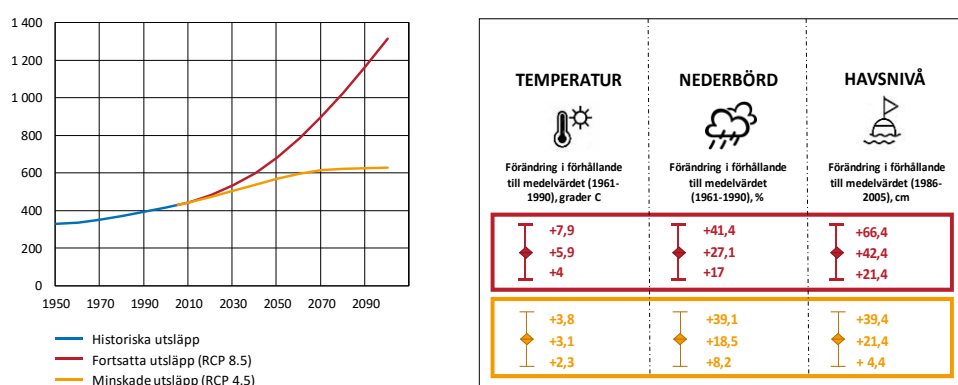 1 400
1 200
1 000
800
600
400
200
0
1950 1970 1990 2010 2030 2050 2070 2090
Historiska utsläpp
Fortsatta utsläpp (RCP 8.5)
Minskade utsläpp (RCP 4.5)
TEMPERATUR
Förändring i förhållande
till medelvärdet (1961-
1990), grader C
+7,9
+5,9
+4
+3,8
+3,1
+2,3
NEDERBÖRD
Förändring i förhållande
till medelvärdet
(1961-1990), %
+41,4
+27,1
+17
+39,1
+18,5
+8,2
HAVSNIVÅ
Förändring i förhållande
till medelvärdet (1986-
2005), cm
+66,4
+42,4
+21,4
+39,4
+21,4
+ 4,4